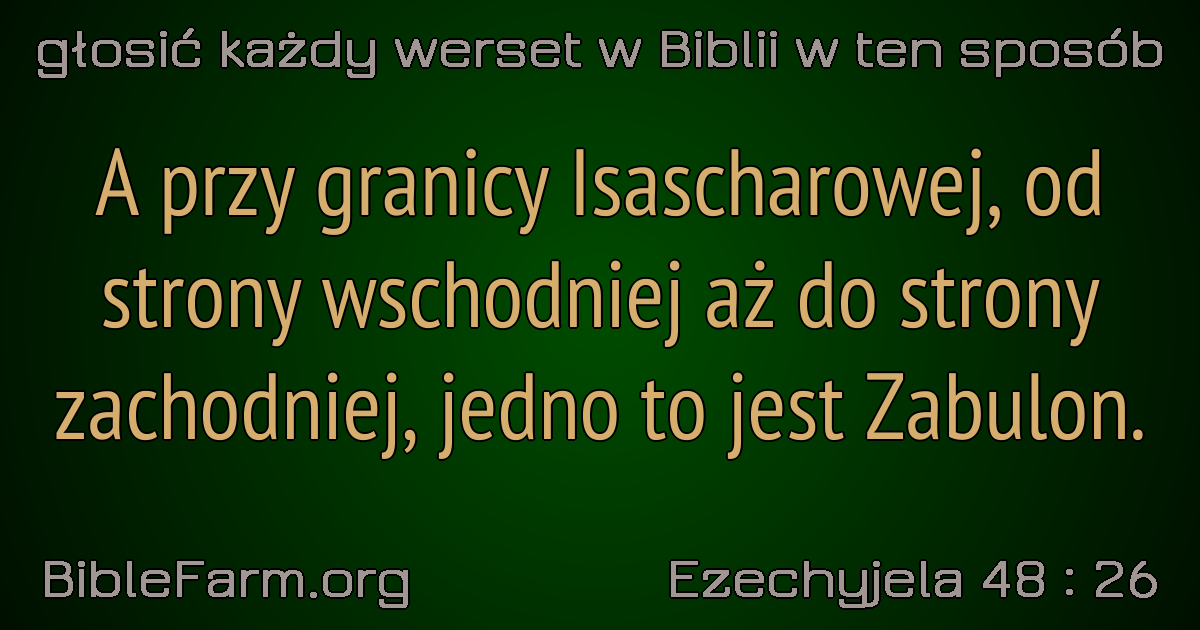 głosić każdy werset w Biblii w ten sposób
A przy granicy Isascharowej, od
strony wschodniej aż do strony
zachodniej, jedno to jest Zabulon.
BibleFarm.org
Ezechyjela 48 : 26